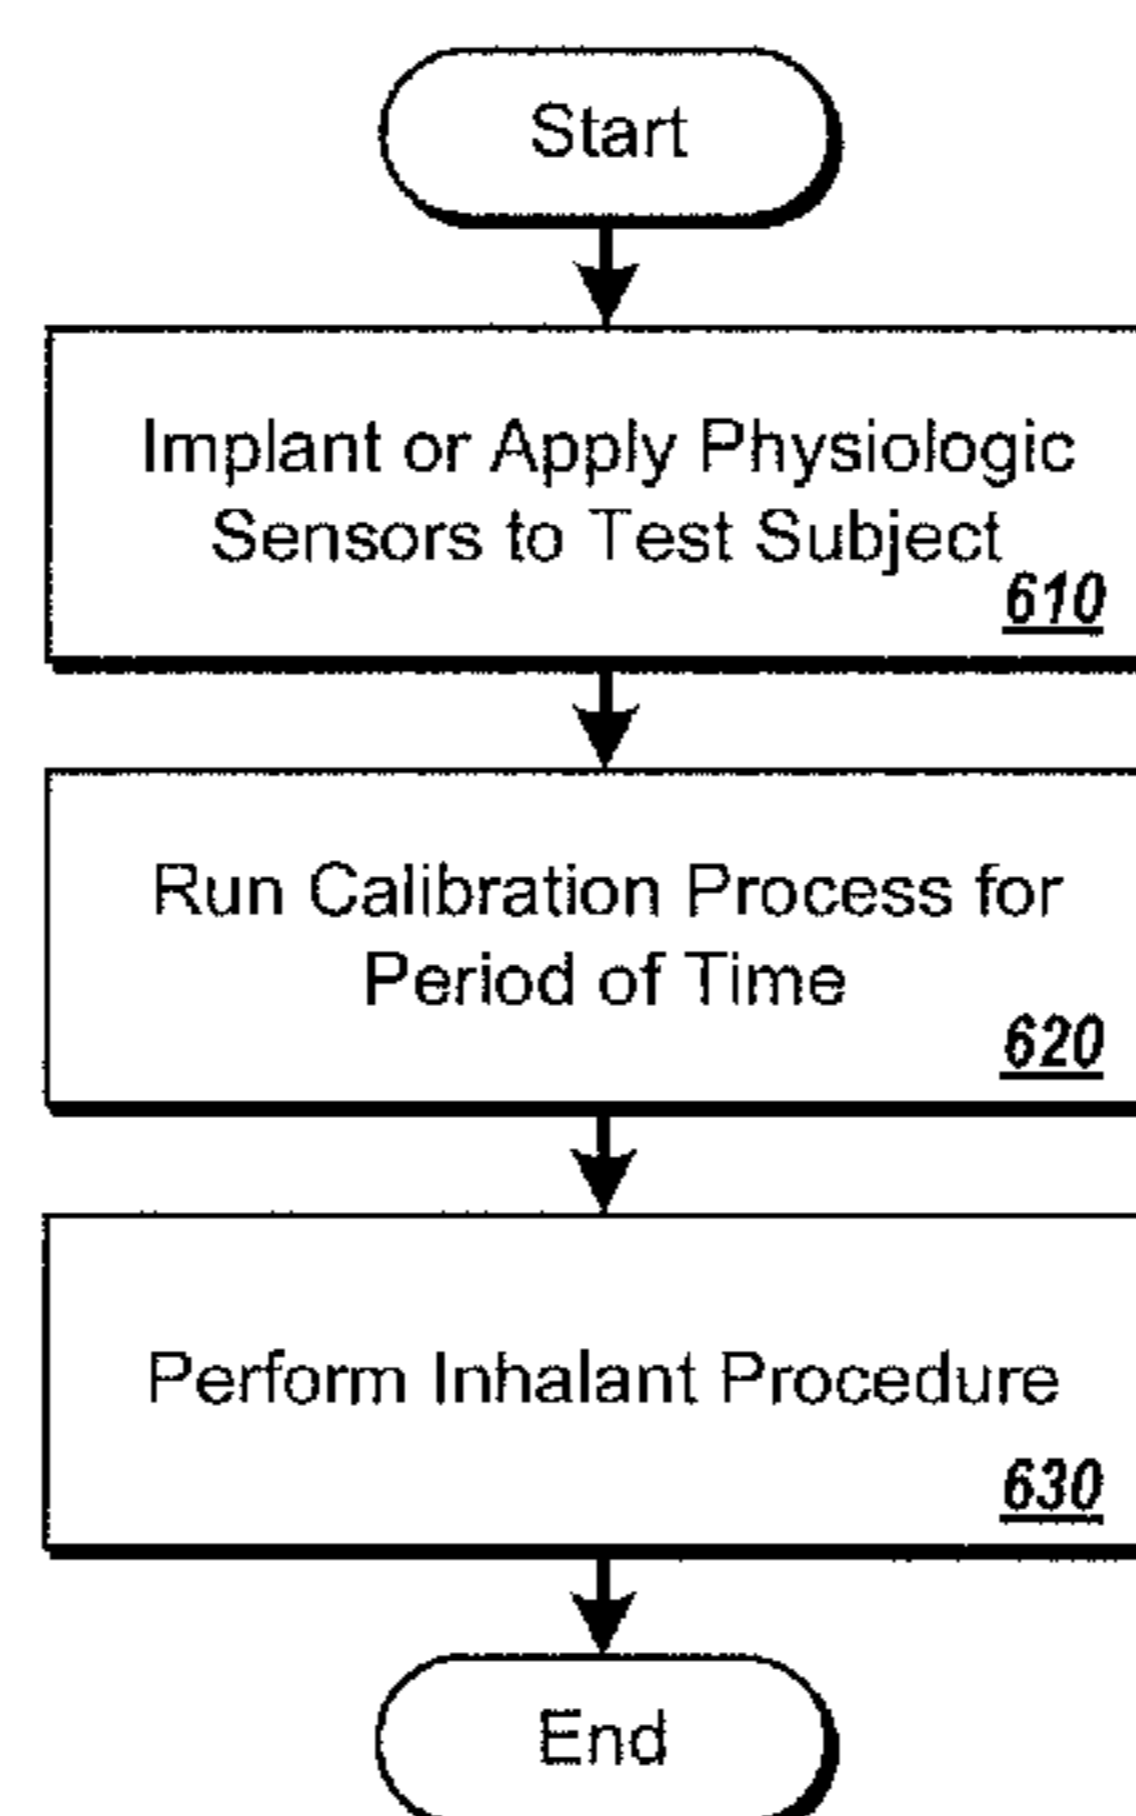 Start
Implant or Apply Physiologic
Sensors to Test Subject
610
Run Calibration Process for
Period of Time
620
Perform Inhalant Procedure
630
End